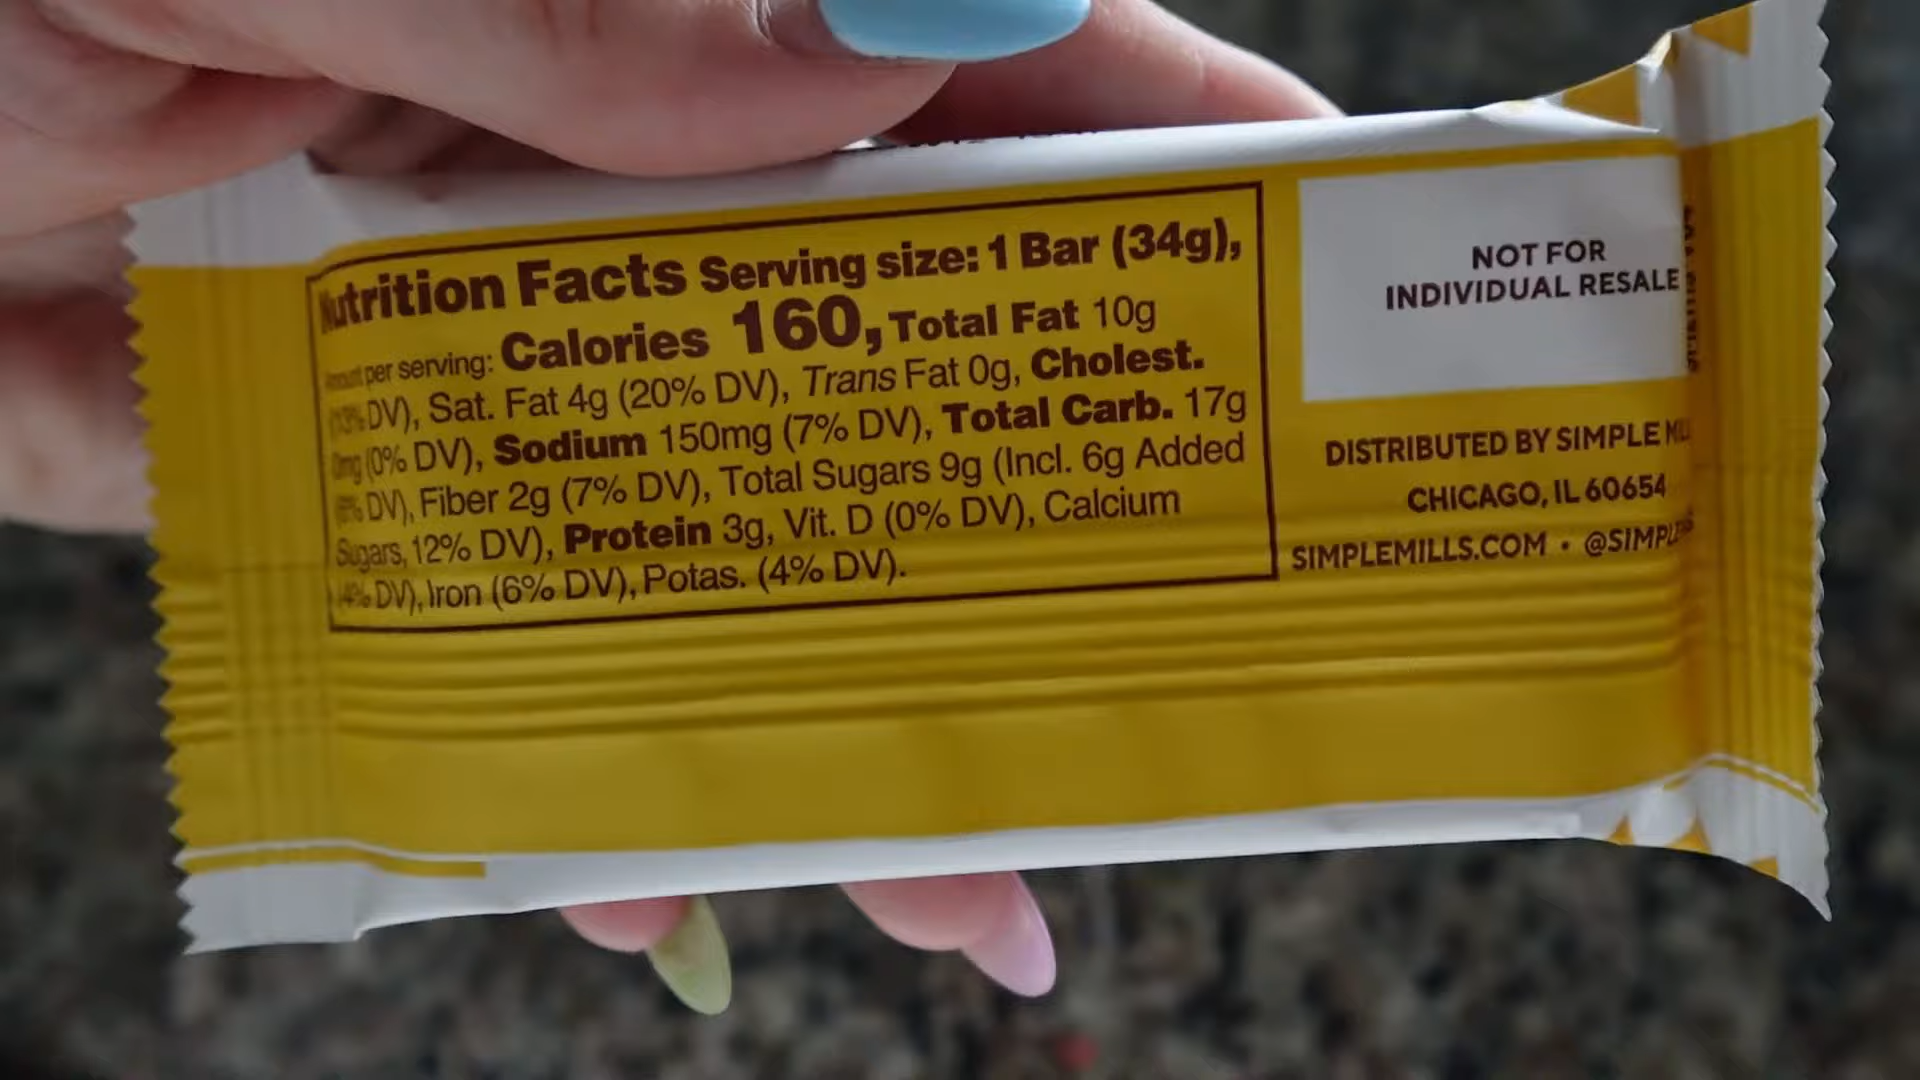 Nutrition Facts Serving size: 1 Bar (34g),
Amount per serving: Calories 160, Total Fat 10g
(13% DV), Sat. Fat 4g (20% DV), Trans Fat 0g, Cholest.
0mg (0% DV), Sodium 150mg (7% DV), Total Carb. 17g
(6% DV), Fiber 2g (7% DV), Total Sugars 9g (Incl. 6g Added
Sugars, 12% DV), Protein 3g, Vit. D (0% DV), Calcium
(4% DV), Iron (6% DV), Potas. (4% DV).
NOT FOR
INDIVIDUAL RESALE
DISTRIBUTED BY SIMPLE
CHICAGO, IL 60654
SIMPLEMILLS.COM •